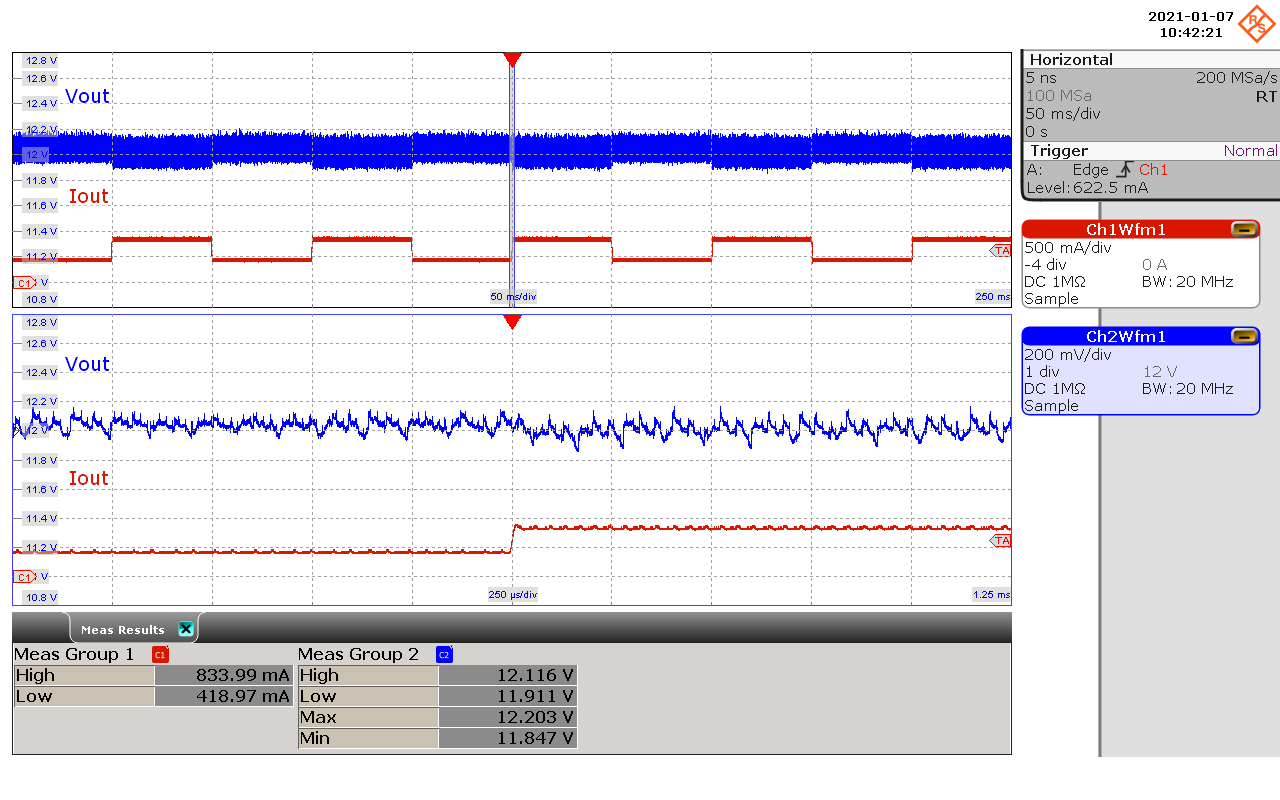 2021-01-07
10:42:21
R&S
12.8 V
12.6 V
12.4 V
12.2 V
12 V
11.8 V
11.6 V
11.4 V
11.2 V
C1 V
10.8 V
Vout
Iout
TA
50 ms/div
250 ms
12.8 V
12.6 V
12.4 V
12.2 V
12 V
11.8 V
11.6 V
11.4 V
11.2 V
C1 V
10.8 V
Vout
Iout
TA
250 µs/div
1.25 ms
Horizontal
5 ns 200 MSa/s
100 MSa RT
50 ms/div
0 s
Trigger Normal
A: Edge Ch1
Level: 622.5 mA
Ch1Wfm1
500 mA/div
-4 div 0 A
DC 1MΩ BW: 20 MHz
Sample
Ch2Wfm1
200 mV/div
1 div 12 V
DC 1MΩ BW: 20 MHz
Sample
Meas Results
Meas Group 1 C1
High 833.99 mA
Low 418.97 mA
Meas Group 2 C2
High 12.116 V
Low 11.911 V
Max 12.203 V
Min 11.847 V